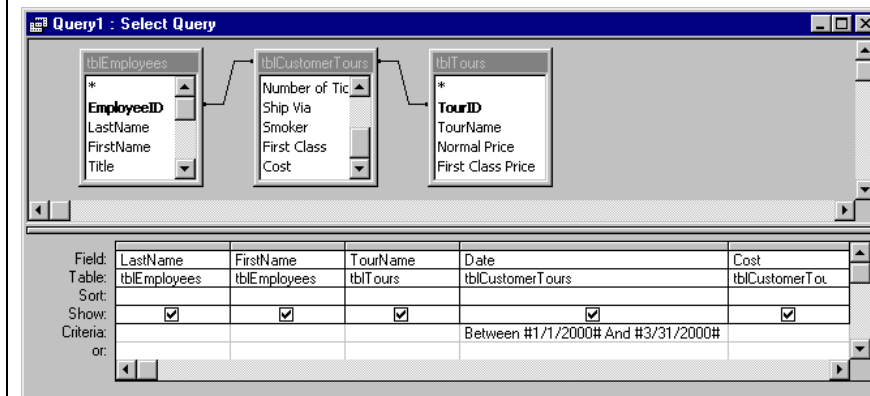 Query1 : Select Query
tblEmployees
*
EmployeeID
LastName
FirstName
Title
tblCustomerTours
Number of Tic
Ship Via
Smoker
First Class
Cost
tblTours
*
TourID
TourName
Normal Price
First Class Price
Field: LastName FirstName TourName Date Cost
Table: tblEmployees tblEmployees tblTours tblCustomerTours tblCustomerTou
Sort:
Show:
Criteria: Between #1/1/2000# And #3/31/2000#
or: